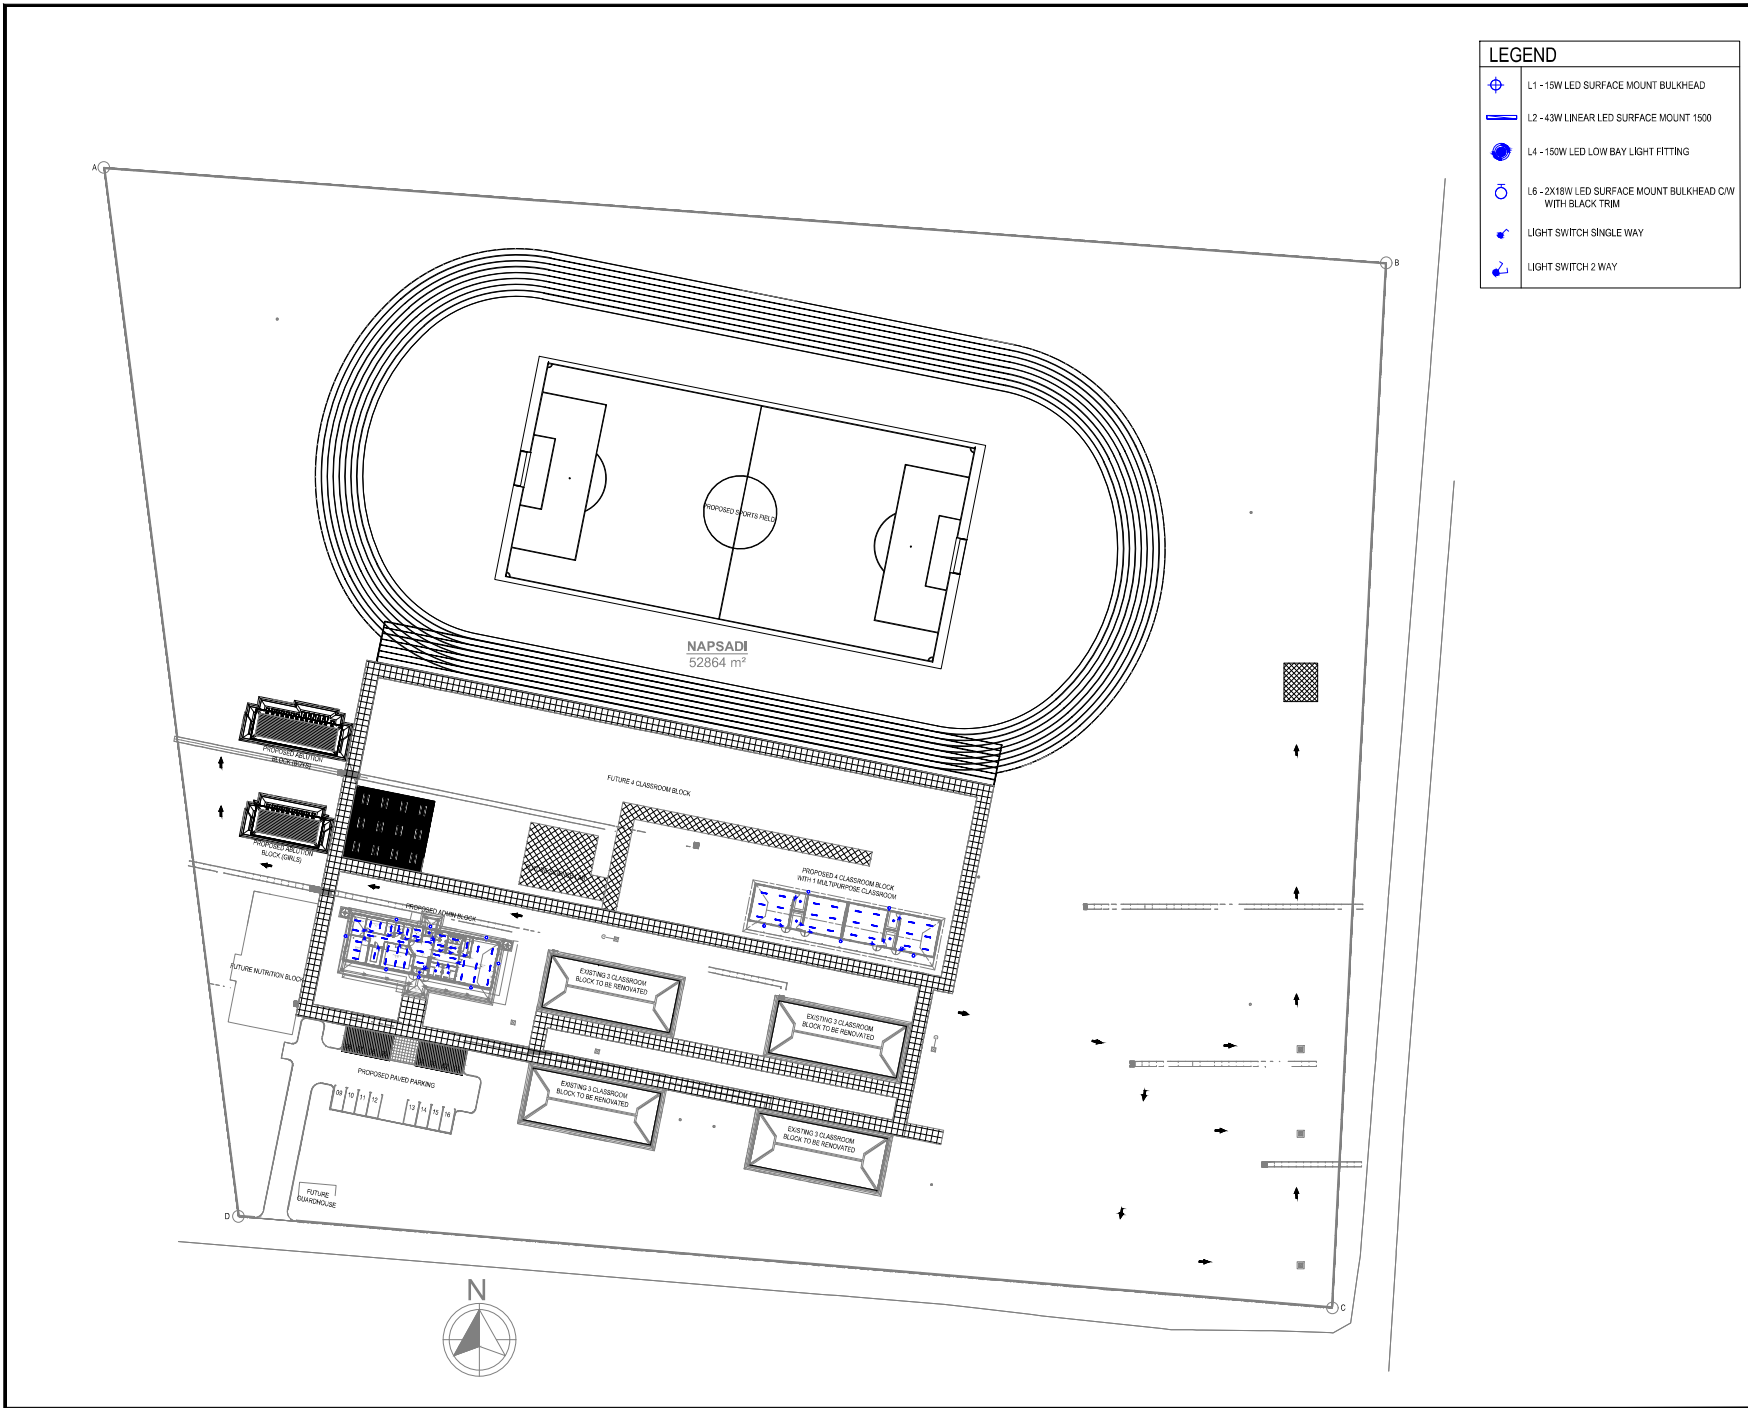 LEGEND
L1 - 15W LED SURFACE MOUNT BULKHEAD
L2 - 43W LINEAR LED SURFACE MOUNT 1500
L4 - 150W LED LOW BAY LIGHT FITTING
L6 - 2X18W LED SURFACE MOUNT BULKHEAD C/W
WITH BLACK TRIM
LIGHT SWITCH SINGLE WAY
LIGHT SWITCH 2 WAY
A
B
PROPOSED SPORTS FIELD
NAPSADI
52864 m²
PROPOSED ABLUTION
BLOCK (BOYS)
FUTURE 4 CLASSROOM BLOCK
PROPOSED ABLUTION
BLOCK (GIRLS)
PROPOSED 4 CLASSROOM BLOCK
WITH 1 MULTIPURPOSE CLASSROOM
PROPOSED ADMIN BLOCK
FUTURE NUTRITION BLOCK
EXISTING 3 CLASSROOM
BLOCK TO BE RENOVATED
EXISTING 3 CLASSROOM
BLOCK TO BE RENOVATED
PROPOSED PAVED PARKING
09 10 11 12 13 14 15 16
EXISTING 3 CLASSROOM
BLOCK TO BE RENOVATED
EXISTING 3 CLASSROOM
BLOCK TO BE RENOVATED
FUTURE
GUARDHOUSE
D
C
N